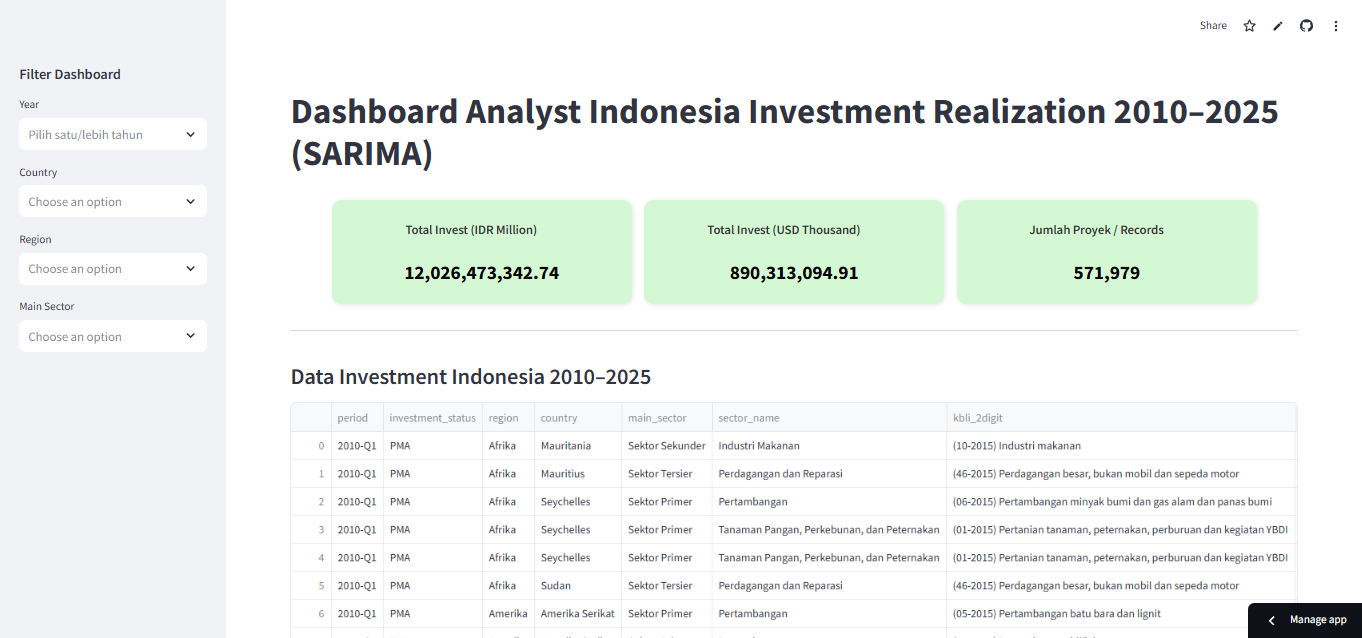 Share
Filter Dashboard
Year
Pilih satu/lebih tahun
Country
Choose an option
Region
Choose an option
Main Sector
Choose an option
Dashboard Analyst Indonesia Investment Realization 2010–2025
(SARIMA)
Total Invest (IDR Million)
12,026,473,342.74
Total Invest (USD Thousand)
890,313,094.91
Jumlah Proyek / Records
571,979
Data Investment Indonesia 2010–2025
period investment_status region country main_sector sector_name kbli_2digit
0 2010-Q1 PMA Afrika Mauritania Sektor Sekunder Industri Makanan (10-2015) Industri makanan
1 2010-Q1 PMA Afrika Mauritius Sektor Tersier Perdagangan dan Reparasi (46-2015) Perdagangan besar, bukan mobil dan sepeda motor
2 2010-Q1 PMA Afrika Seychelles Sektor Primer Pertambangan (06-2015) Pertambangan minyak bumi dan gas alam dan panas bumi
3 2010-Q1 PMA Afrika Seychelles Sektor Primer Tanaman Pangan, Perkebunan, dan Peternakan (01-2015) Pertanian tanaman, peternakan, perburuan dan kegiatan YBDI
4 2010-Q1 PMA Afrika Seychelles Sektor Primer Tanaman Pangan, Perkebunan, dan Peternakan (01-2015) Pertanian tanaman, peternakan, perburuan dan kegiatan YBDI
5 2010-Q1 PMA Afrika Sudan Sektor Tersier Perdagangan dan Reparasi (46-2015) Perdagangan besar, bukan mobil dan sepeda motor
6 2010-Q1 PMA Amerika Amerika Serikat Sektor Primer Pertambangan (05-2015) Pertambangan batu bara dan lignit
Manage app